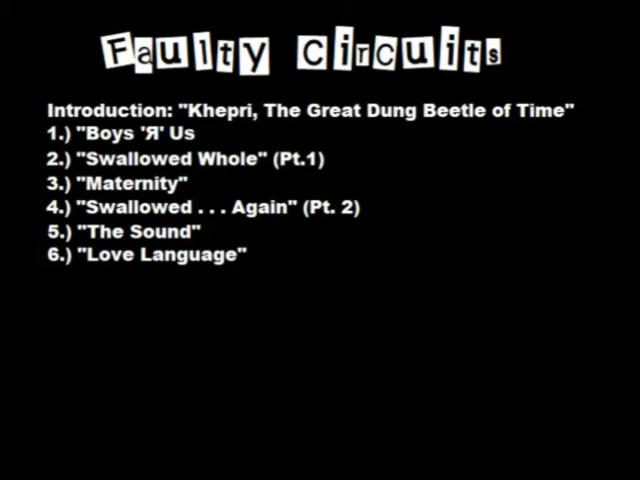 Faulty Circuits
Introduction: "Khepri, The Great Dung Beetle of Time"
1.) "Boys 'Я' Us
2.) "Swallowed Whole" (Pt.1)
3.) "Maternity"
4.) "Swallowed . . . Again" (Pt. 2)
5.) "The Sound"
6.) "Love Language"